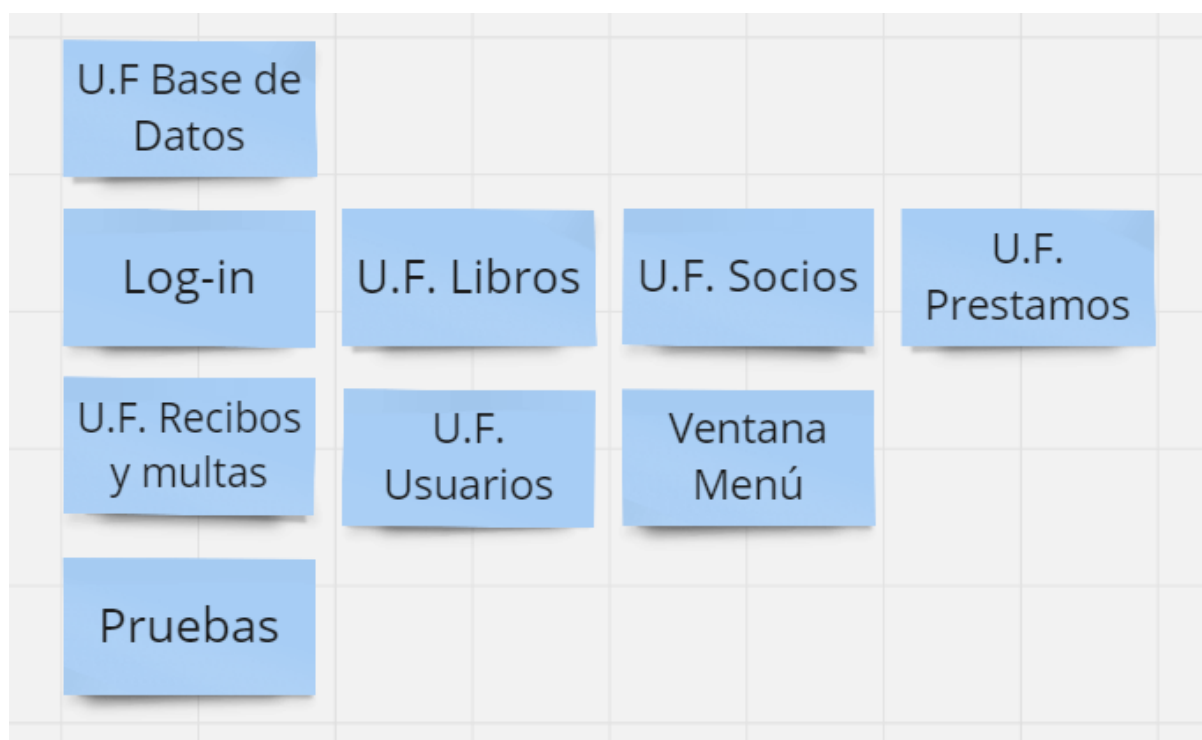 U.F Base de
Datos
Log-in
U.F. Libros
U.F. Socios
U.F.
Prestamos
U.F. Recibos
y multas
U.F.
Usuarios
Ventana
Menú
Pruebas